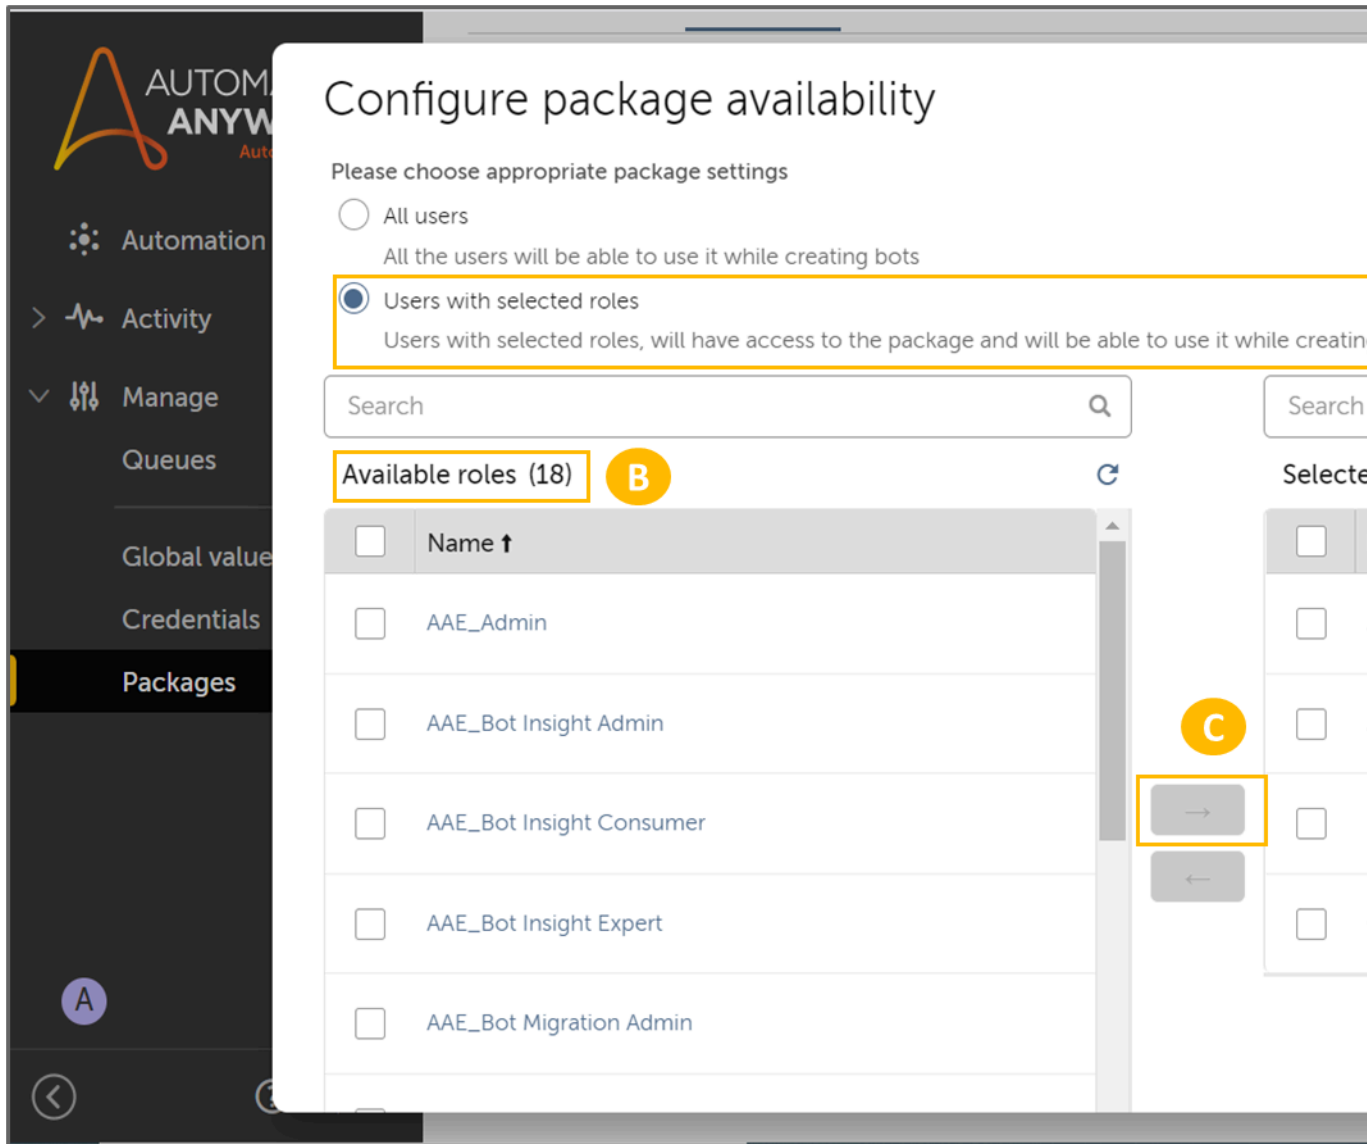 AUTOMA
ANYW
Auto
Automation
Activity
Manage
Queues
Global value
Credentials
Packages
A
Configure package availability
Please choose appropriate package settings
All users
All the users will be able to use it while creating bots
Users with selected roles
Users with selected roles, will have access to the package and will be able to use it while creating
Search
Search
Available roles (18)
B
Selecte
Name ↑
AAE_Admin
AAE_Bot Insight Admin
C
AAE_Bot Insight Consumer
→
←
AAE_Bot Insight Expert
AAE_Bot Migration Admin